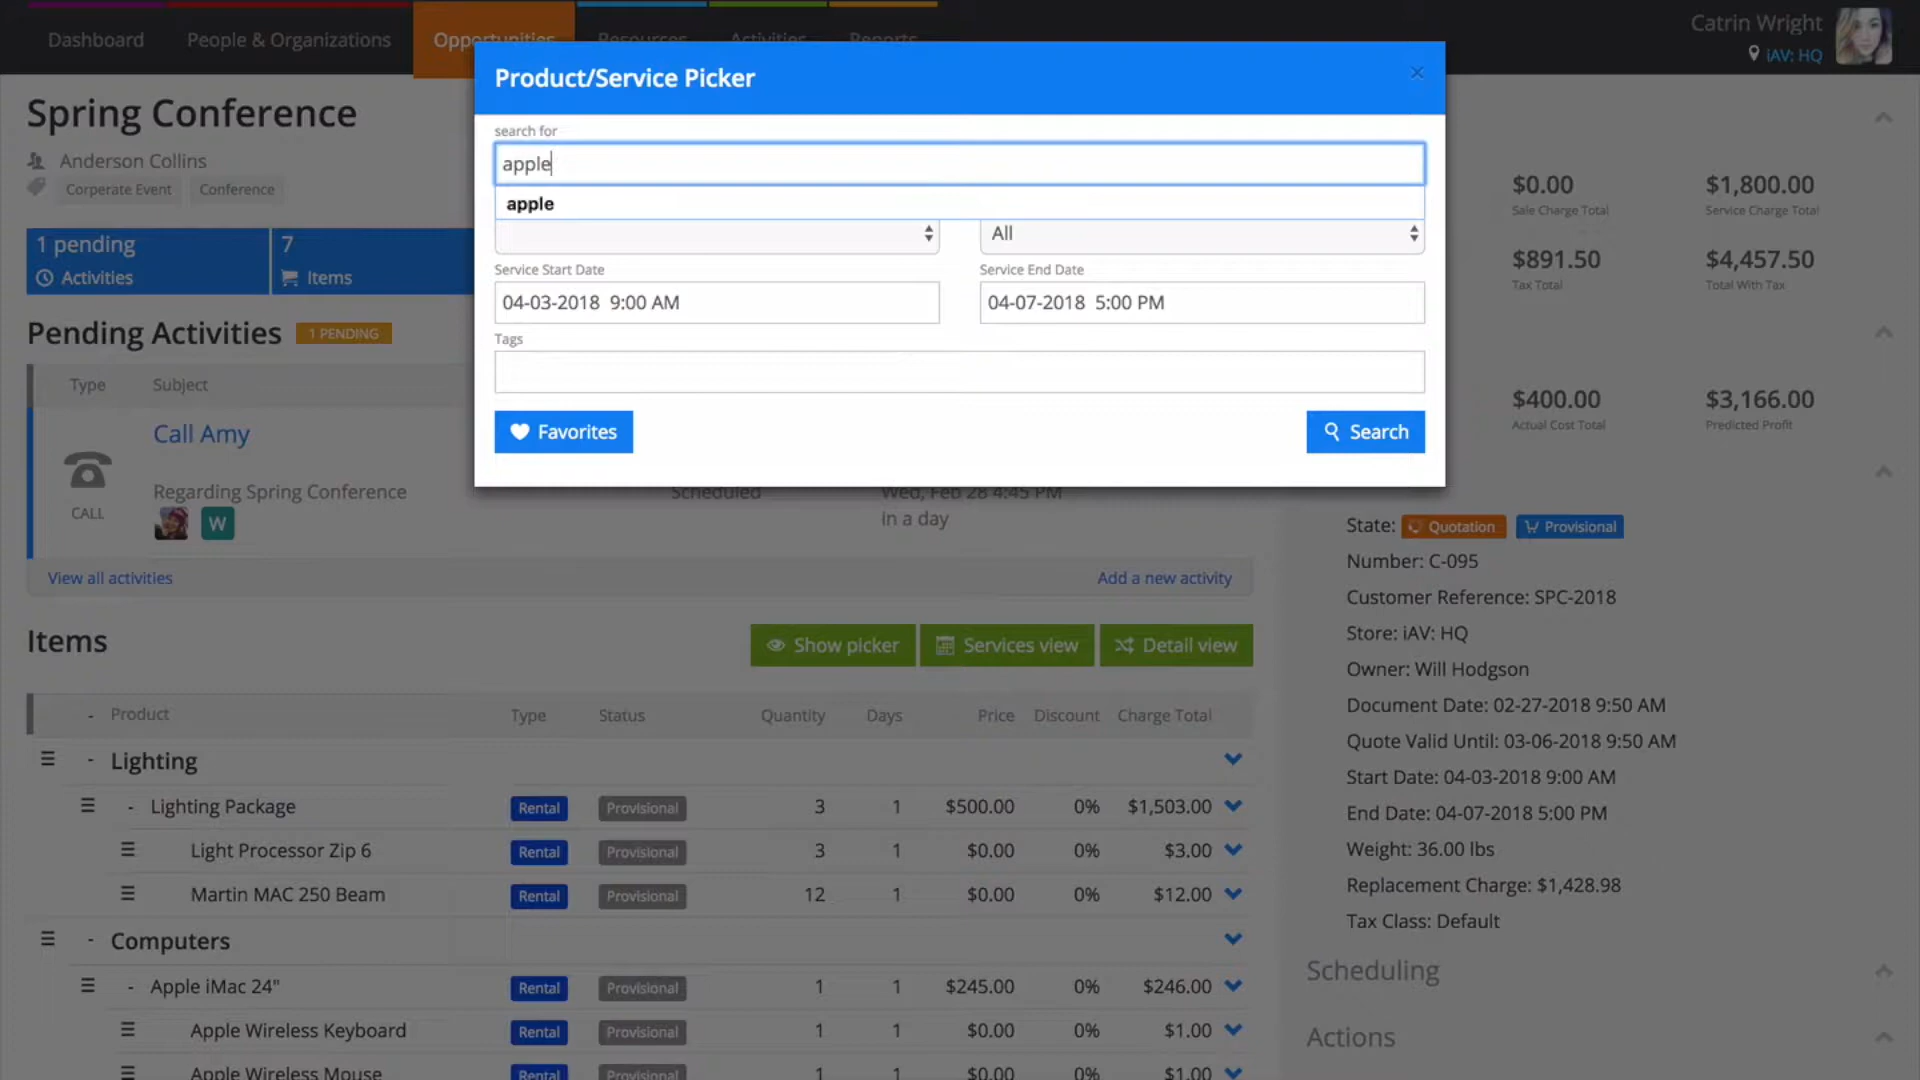 Dashboard
People & Organizations
Opportunities
Resources
Activities
Reports
Catrin Wright
iAV: HQ
Product/Service Picker
×
search for
apple
apple
All
Service Start Date
Service End Date
04-03-2018 9:00 AM
04-07-2018 5:00 PM
Tags
Favorites
Search
Spring Conference
Anderson Collins
Corperate Event
Conference
1 pending
Activities
7
Items
$0.00
Sale Charge Total
$1,800.00
Service Charge Total
$891.50
Tax Total
$4,457.50
Total With Tax
$400.00
Actual Cost Total
$3,166.00
Predicted Profit
Pending Activities
1 PENDING
Type
Subject
CALL
Call Amy
Regarding Spring Conference
W
Scheduled
Wed, Feb 28 4:45 PM
in a day
View all activities
Add a new activity
Items
Show picker
Services view
Detail view
- Product Type Status Quantity Days Price Discount Charge Total
- Lighting
- Lighting Package Rental Provisional 3 1 $500.00 0% $1,503.00
Light Processor Zip 6 Rental Provisional 3 1 $0.00 0% $3.00
Martin MAC 250 Beam Rental Provisional 12 1 $0.00 0% $12.00
- Computers
- Apple iMac 24" Rental Provisional 1 1 $245.00 0% $246.00
Apple Wireless Keyboard Rental Provisional 1 1 $0.00 0% $1.00
Apple Wireless Mouse Rental Provisional 1 1 $0.00 0% $1.00
State: Quotation Provisional
Number: C-095
Customer Reference: SPC-2018
Store: iAV: HQ
Owner: Will Hodgson
Document Date: 02-27-2018 9:50 AM
Quote Valid Until: 03-06-2018 9:50 AM
Start Date: 04-03-2018 9:00 AM
End Date: 04-07-2018 5:00 PM
Weight: 36.00 lbs
Replacement Charge: $1,428.98
Tax Class: Default
Scheduling
Actions